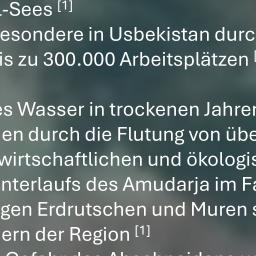 -Sees [1]
esondere in Usbekistan durc
is zu 300.000 Arbeitsplätzen [
es Wasser in trockenen Jahren
en durch die Flutung von übe
wirtschaftlichen und ökologis
nterlaufs des Amudarja im Fa
gen Erdrutschen und Muren s
ern der Region [1]